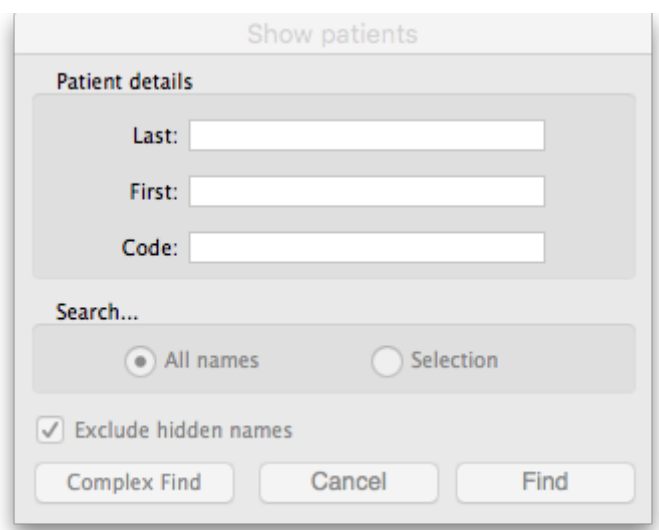 Show patients
Patient details
Last:
First:
Code:
Search...
All names Selection
Exclude hidden names
Complex Find Cancel Find